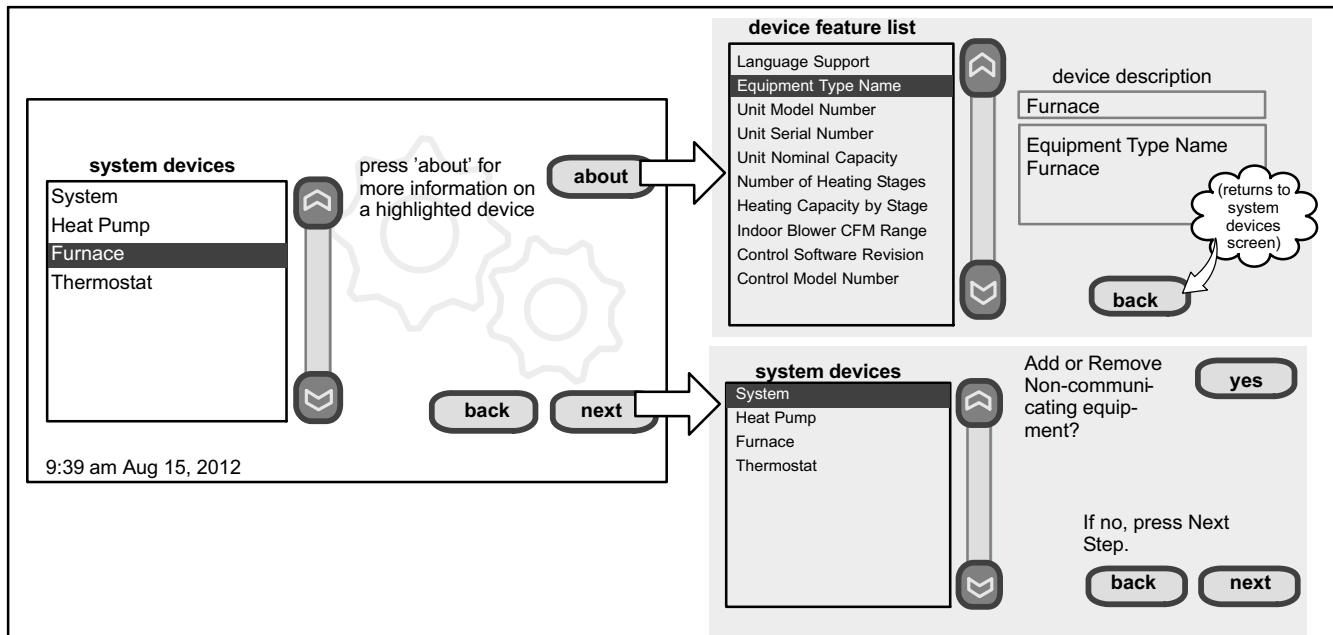 system devices
System
Heat Pump
Furnace
Thermostat
press ’about’ for
more information on
a highlighted device
about
back
next
9:39 am Aug 15, 2012
device feature list
Language Support
Equipment Type Name
Unit Model Number
Unit Serial Number
Unit Nominal Capacity
Number of Heating Stages
Heating Capacity by Stage
Indoor Blower CFM Range
Control Software Revision
Control Model Number
device description
Furnace
Equipment Type Name
Furnace
(returns to
system
devices
screen)
back
system devices
System
Heat Pump
Furnace
Thermostat
Add or Remove
Non-communi-
cating equip-
ment?
yes
If no, press Next
Step.
back
next